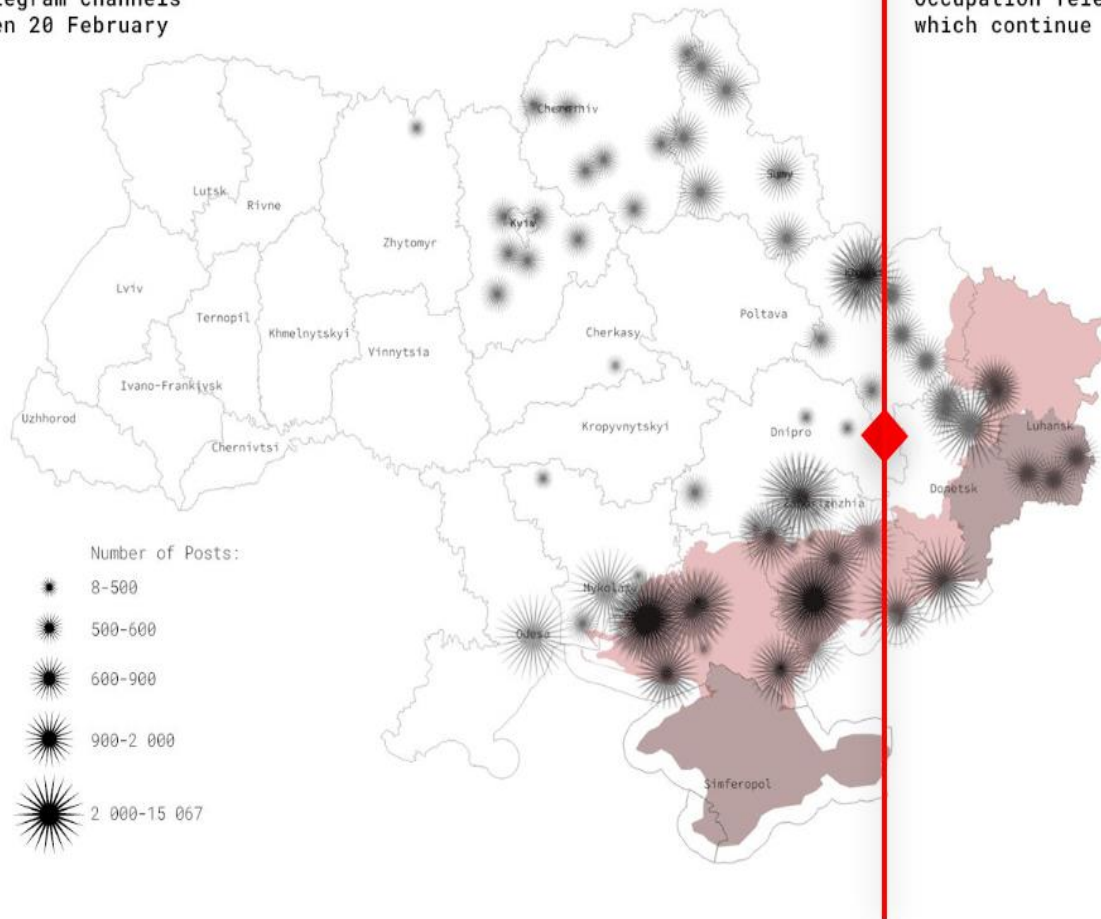 egram channels
en 20 February
Occupation Tele
which continue
Chernihiv
Sumy
Lutsk
Rivne
Kyiv
Zhytomyr
Lviv
Ternopil
Khmelnytskyi
Vinnytsia
Cherkasy
Poltava
Ivano-Frankivsk
Uzhhorod
Chernivtsi
Kropyvnytskyi
Dnipro
Luhansk
Donetsk
Zaporizhzhia
Mykolaiv
Odesa
Simferopol
Number of Posts:
8-500
500-600
600-900
900-2 000
2 000-15 067